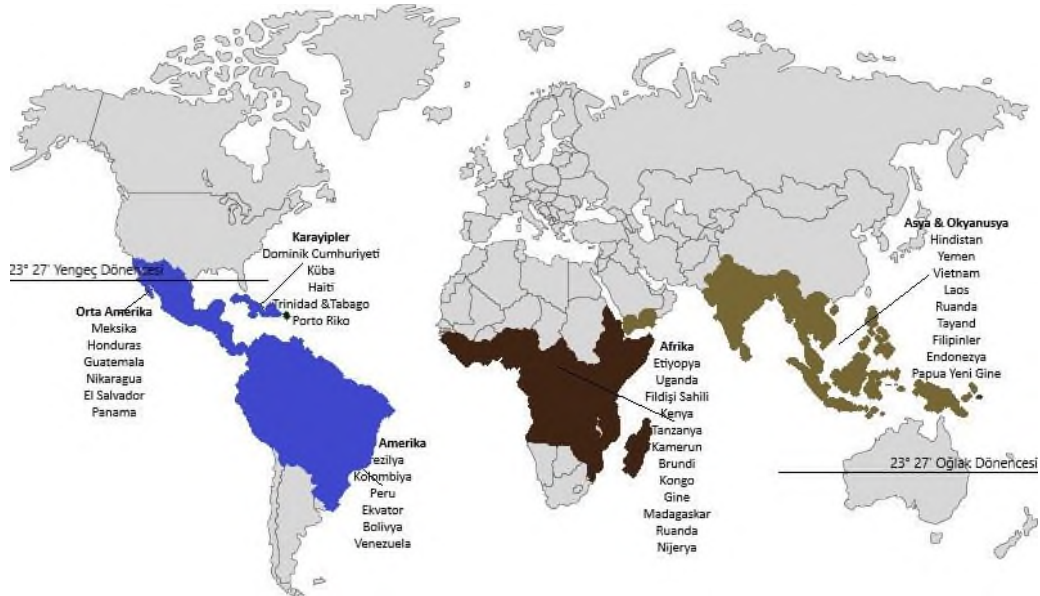 Karayipler
Dominik Cumhuriyeti
Küba
Haiti
Trinidad &Tabago
Porto Riko
23° 27' Yengeç Dönencesi
Orta Amerika
Meksika
Honduras
Guatemala
Nikaragua
El Salvador
Panama
Amerika
rezilya
Kolombiya
Peru
Ekvator
Bolivya
Venezuela
Afrika
Etiyopya
Uganda
Fildişi Sahili
Kenya
Tanzanya
Kamerun
Brundi
Kongo
Gine
Madagaskar
Ruanda
Nijerya
Asya & Okyanusya
Hindistan
Yemen
Vietnam
Laos
Ruanda
Tayand
Filipinler
Endonezya
Papua Yeni Gine
23° 27' Oğlak Dönencesi